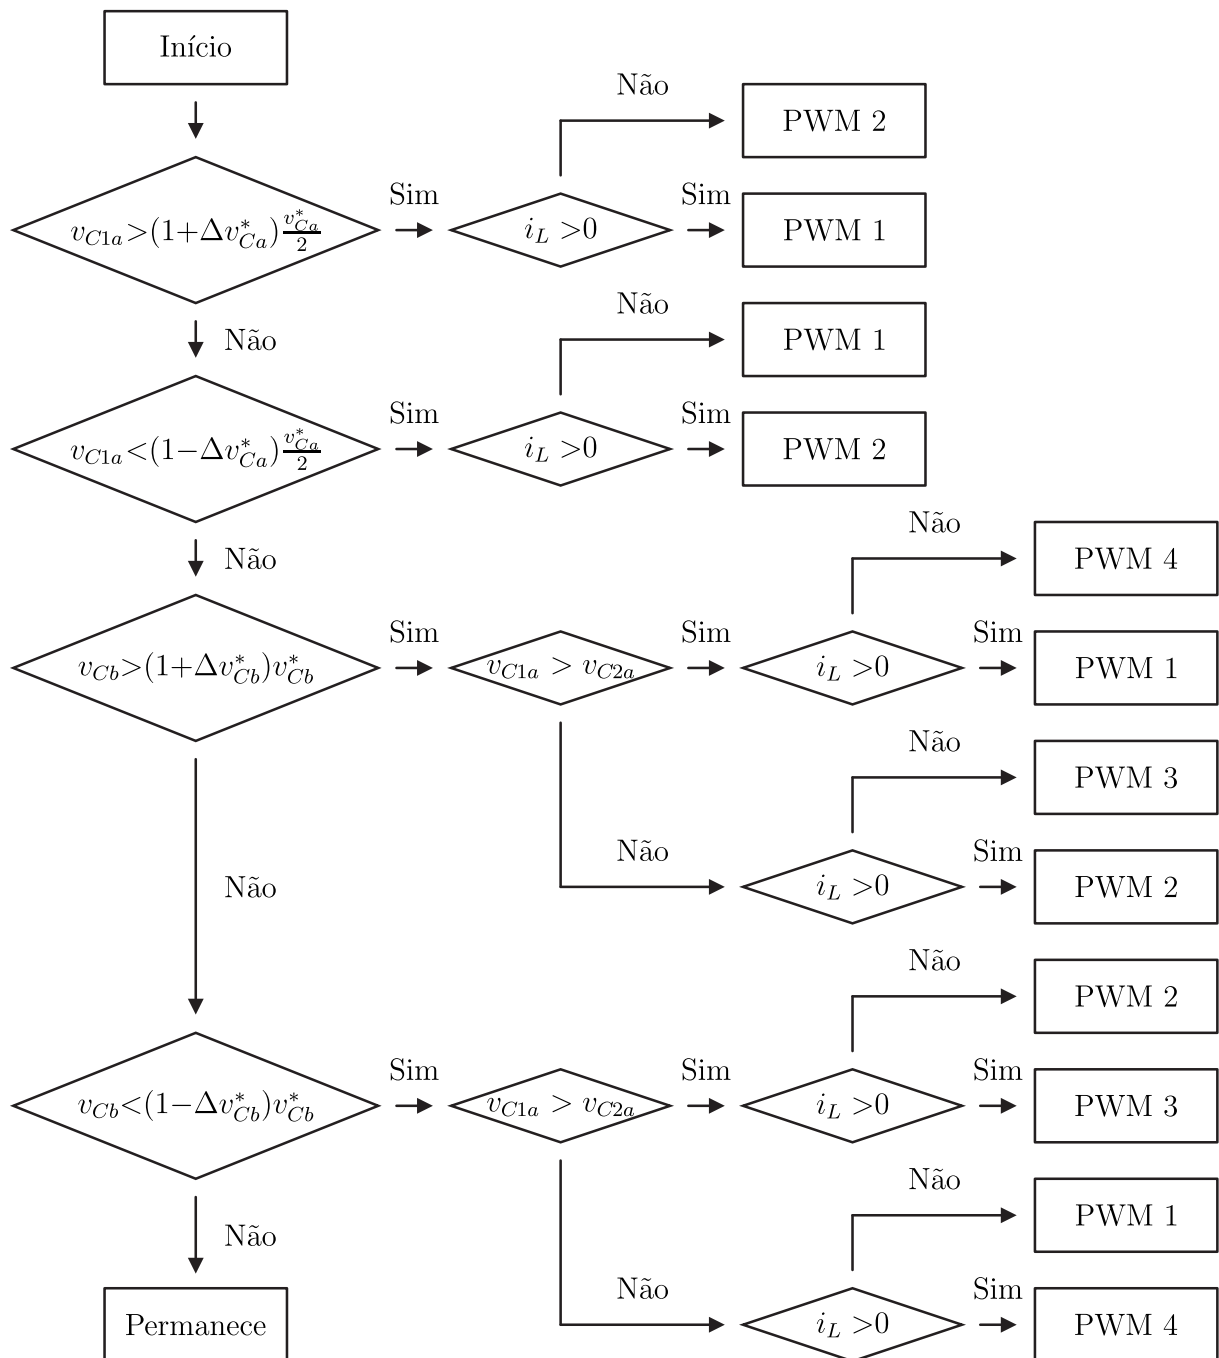 Início
Não
PWM 2
Sim
Sim
v_{C1a}>(1+Δv*_{Ca})\frac{v*_{Ca}}{2}
i_L >0
PWM 1
Não
Não
PWM 1
Sim
Sim
v_{C1a}<(1−Δv*_{Ca})\frac{v*_{Ca}}{2}
i_L >0
PWM 2
Não
Não
PWM 4
Sim
Sim
Sim
v_{Cb}>(1+Δv*_{Cb})v*_{Cb}
v_{C1a} > v_{C2a}
i_L >0
PWM 1
Não
PWM 3
Não
Não
Sim
i_L >0
PWM 2
Não
PWM 2
Sim
Sim
Sim
v_{Cb}<(1−Δv*_{Cb})v*_{Cb}
v_{C1a} > v_{C2a}
i_L >0
PWM 3
Não
PWM 1
Não
Não
Sim
Permanece
i_L >0
PWM 4